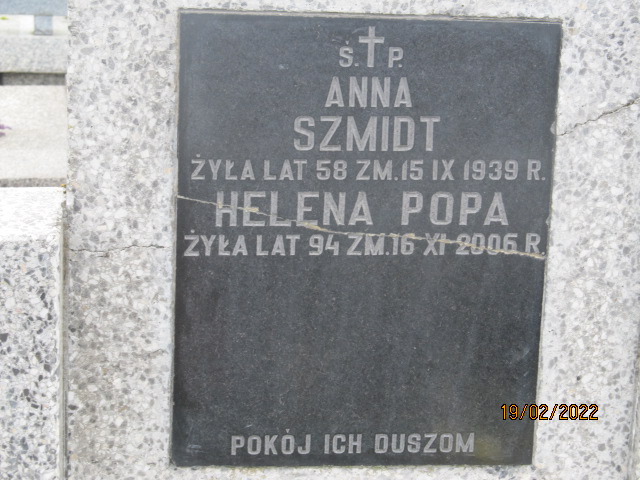 Ś. P.
ANNA
SZMIDT
ŻYŁA LAT 58 ZM.15 IX 1939 R.
HELENA POPA
ŻYŁA LAT 94 ZM.16 XI 2006 R.
POKÓJ ICH DUSZOM
19/02/2022